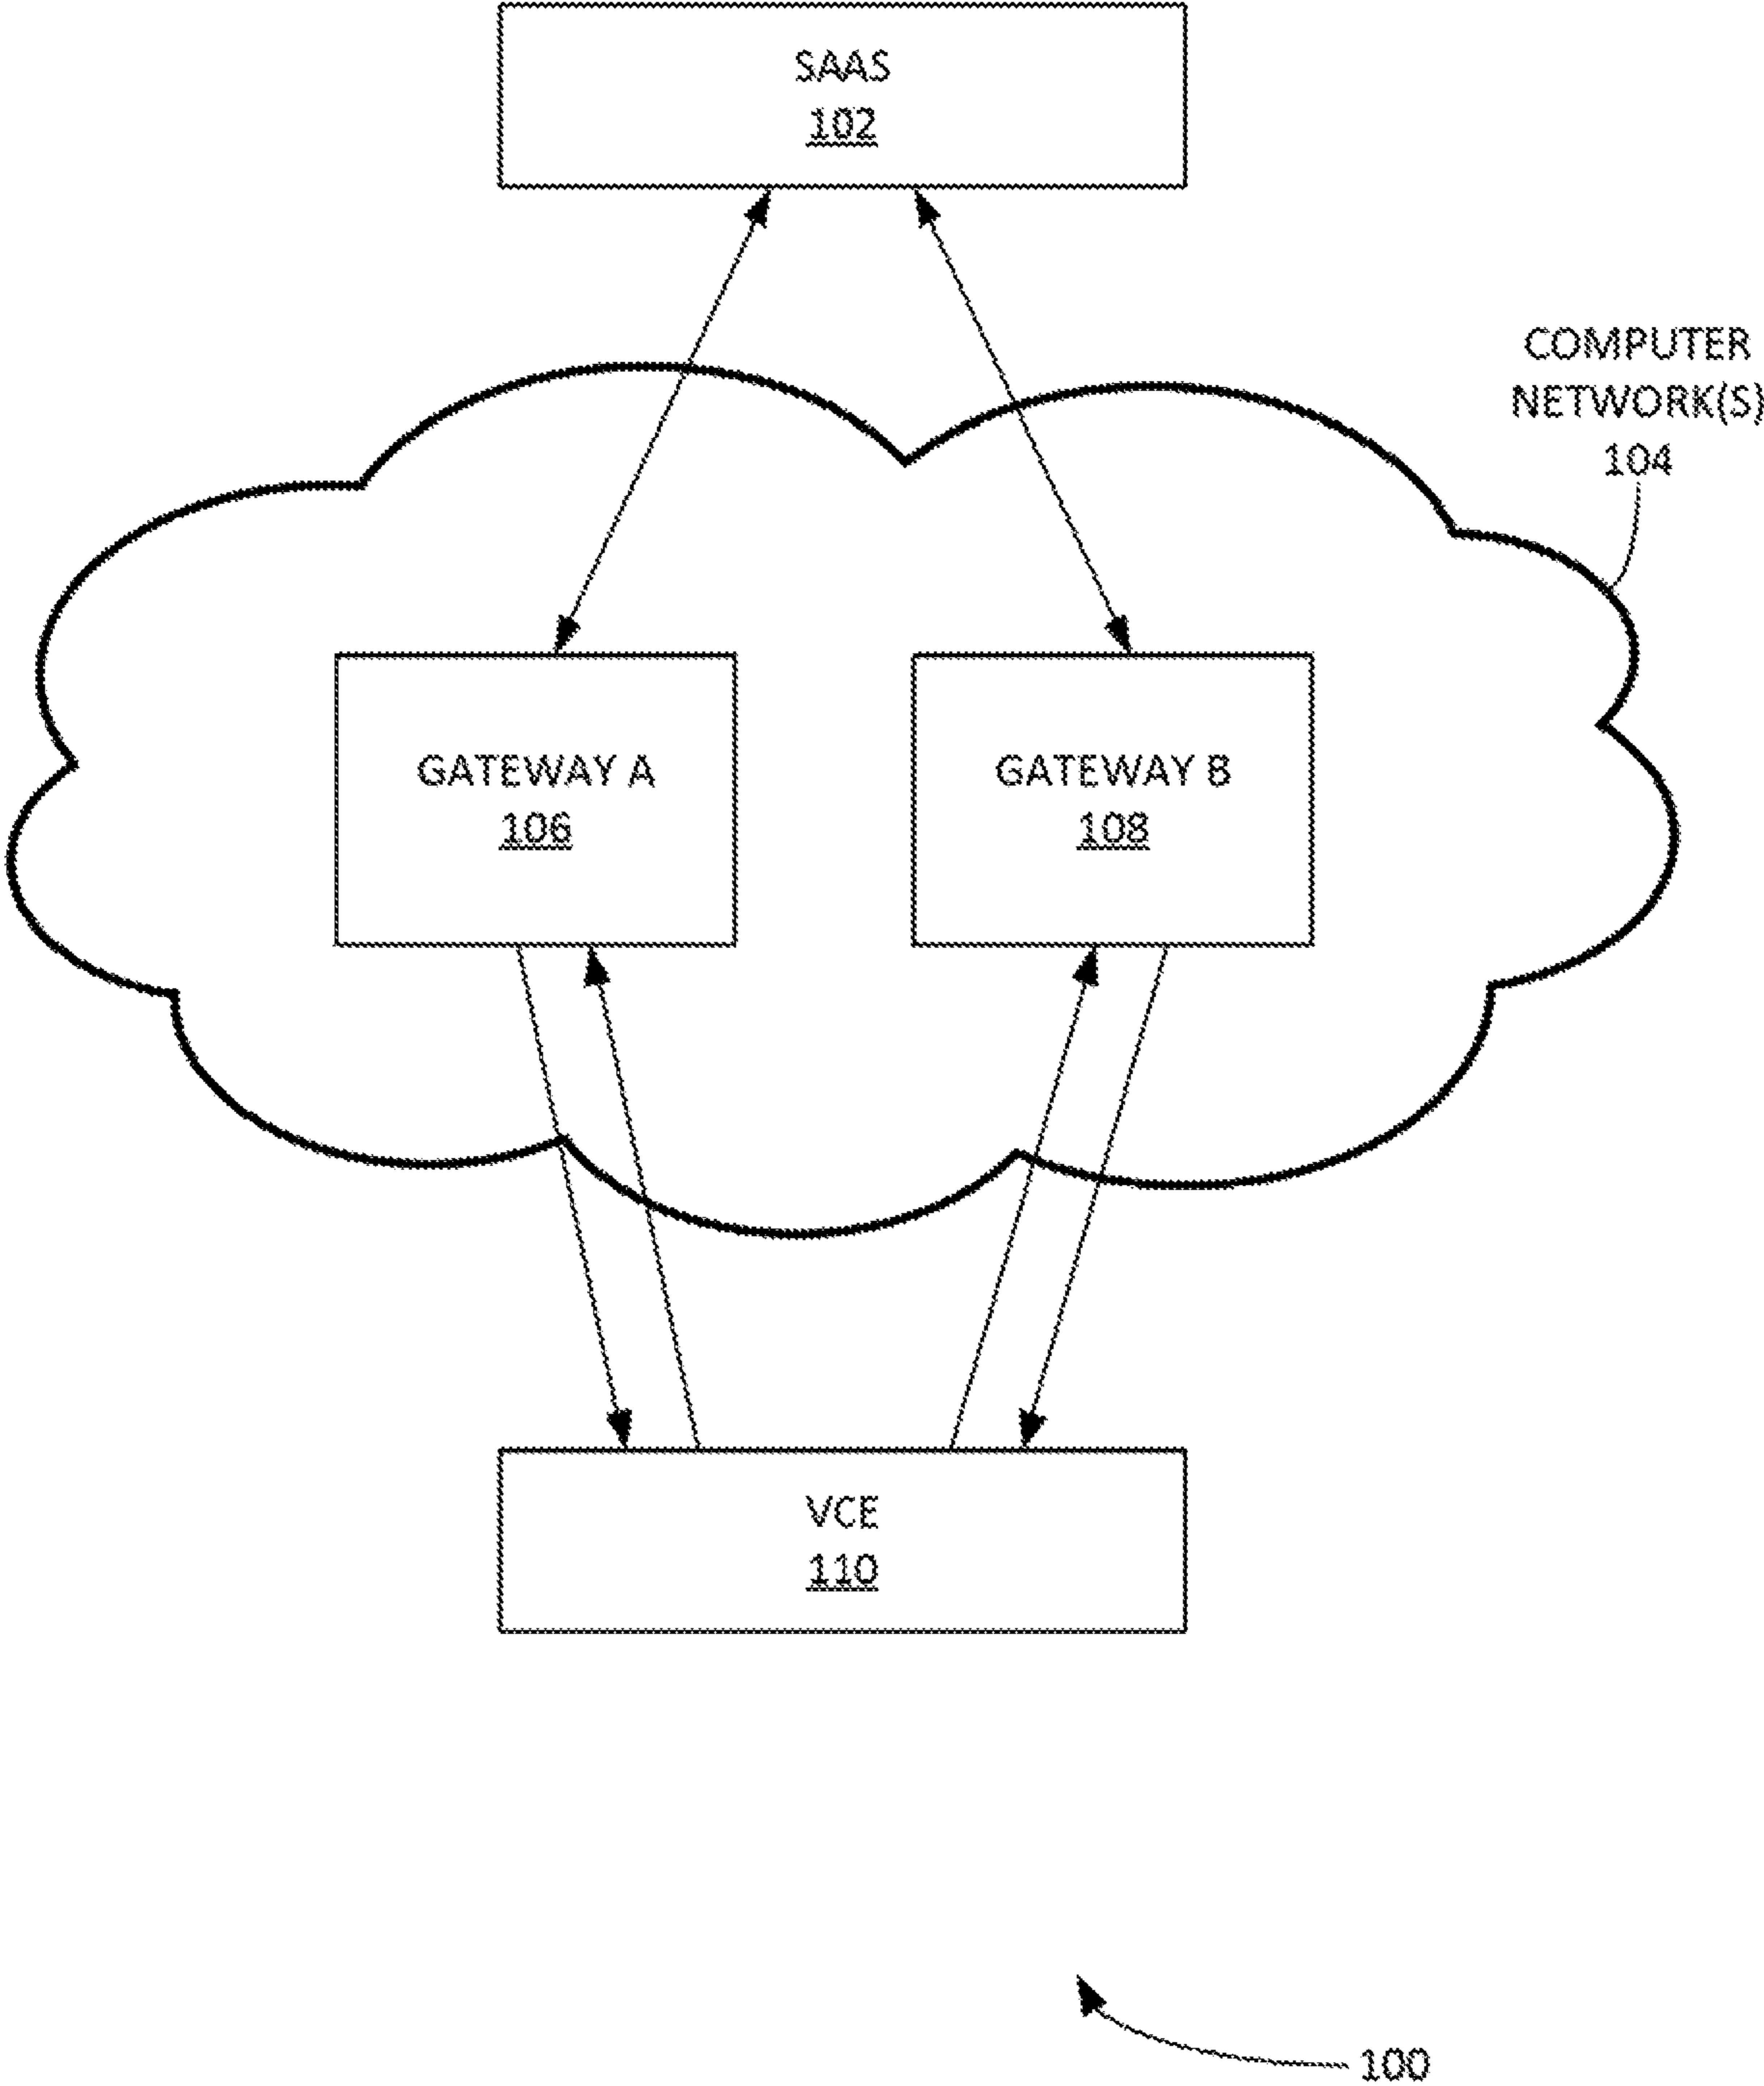 SAAS
102
COMPUTER
NETWORK(S)
104
GATEWAY A
106
GATEWAY B
108
VCE
110
100